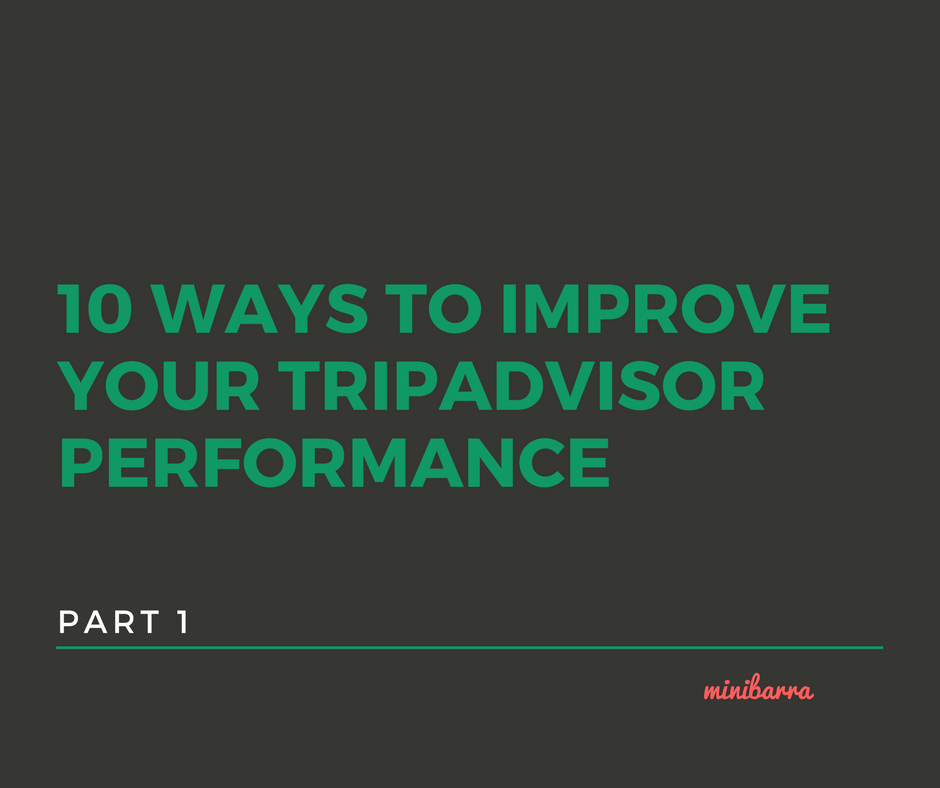 10 WAYS TO IMPROVE
YOUR TRIPADVISOR
PERFORMANCE
PART 1
minibarra